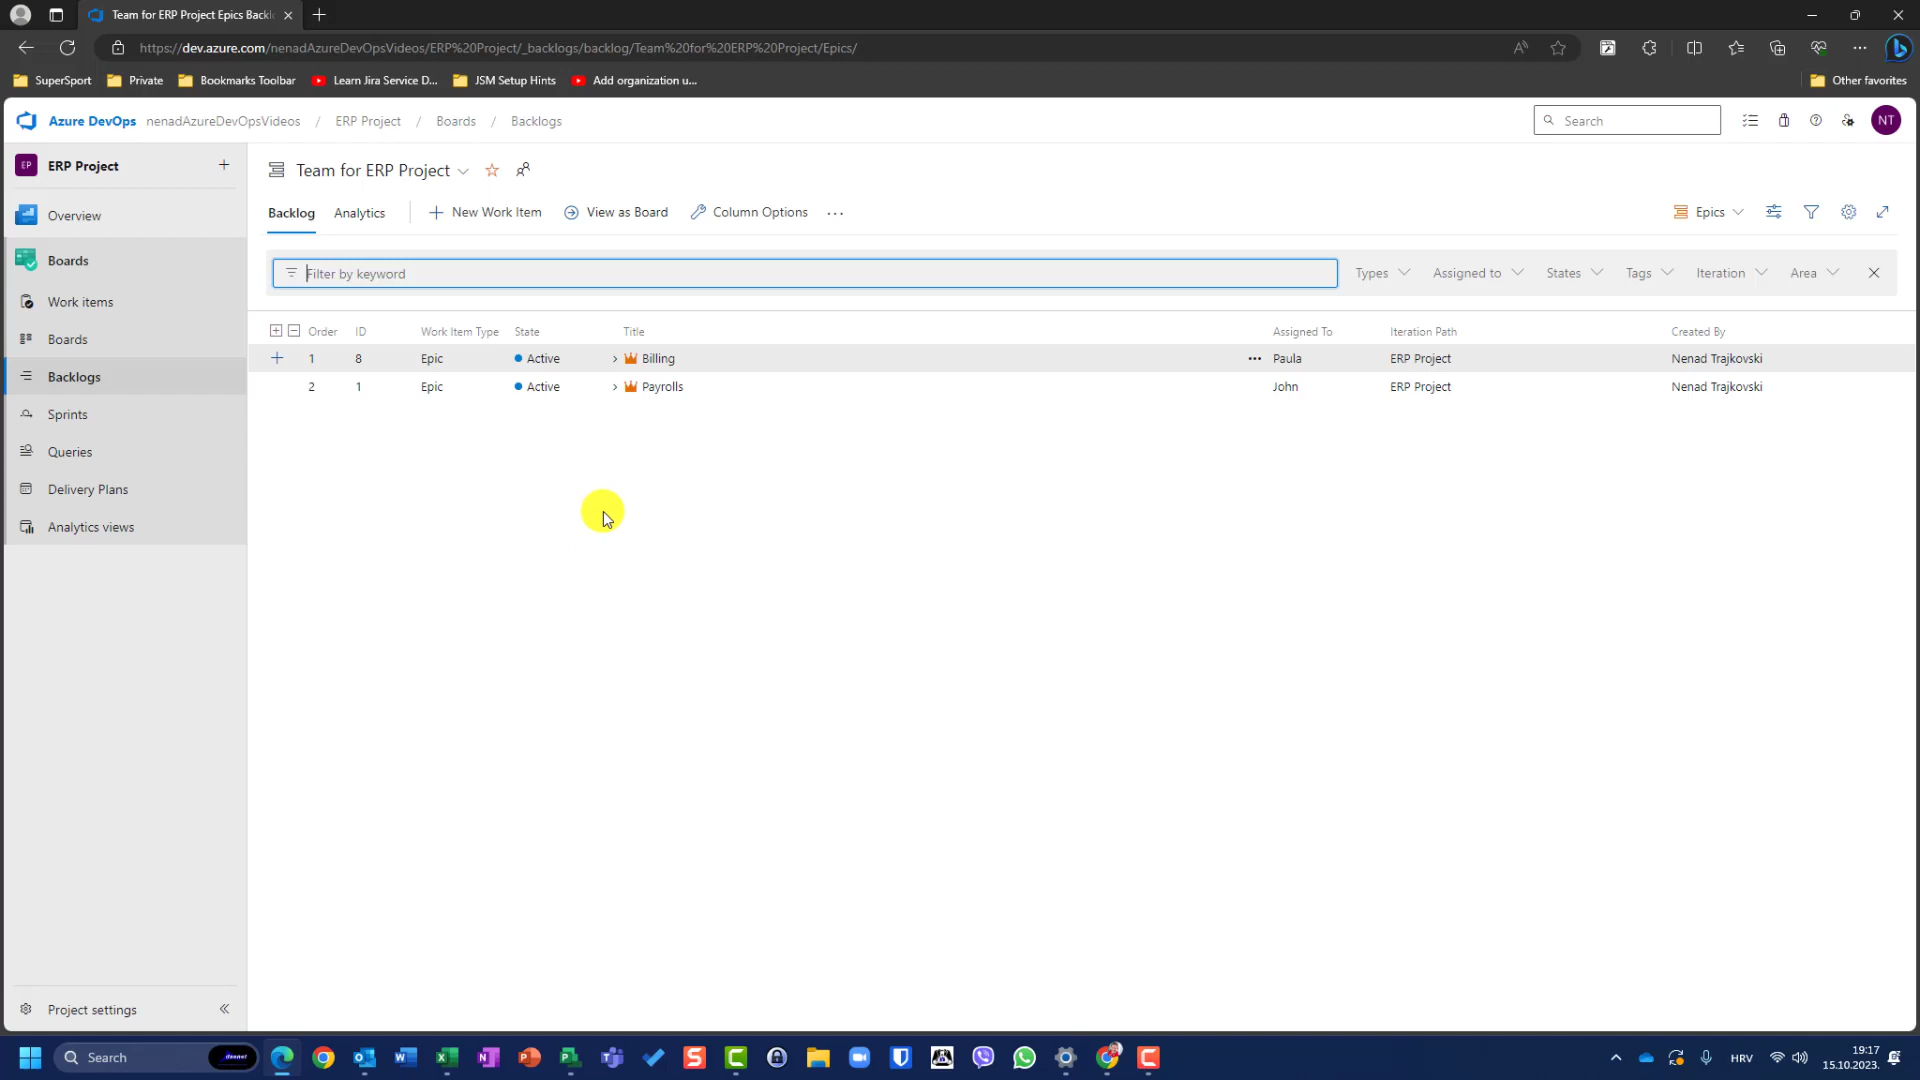 Team for ERP Project Epics Backl
https://dev.azure.com/nenadAzureDevOpsVideos/ERP%20Project/_backlogs/backlog/Team%20for%20ERP%20Project/Epics/
SuperSport Private Bookmarks Toolbar Learn Jira Service D... JSM Setup Hints Add organization u... Other favorites
Azure DevOps nenadAzureDevOpsVideos / ERP Project / Boards / Backlogs Search NT
EP ERP Project
Team for ERP Project
Overview
Backlog Analytics New Work Item View as Board Column Options ... Epics
Boards
Filter by keyword Types Assigned to States Tags Iteration Area
Work items
Order ID Work Item Type State Title Assigned To Iteration Path Created By
Boards
1 8 Epic Active Billing ... Paula ERP Project Nenad Trajkovski
Backlogs
2 1 Epic Active Payrolls John ERP Project Nenad Trajkovski
Sprints
Queries
Delivery Plans
Analytics views
Project settings
Search HRV 19:17
15.10.2023.